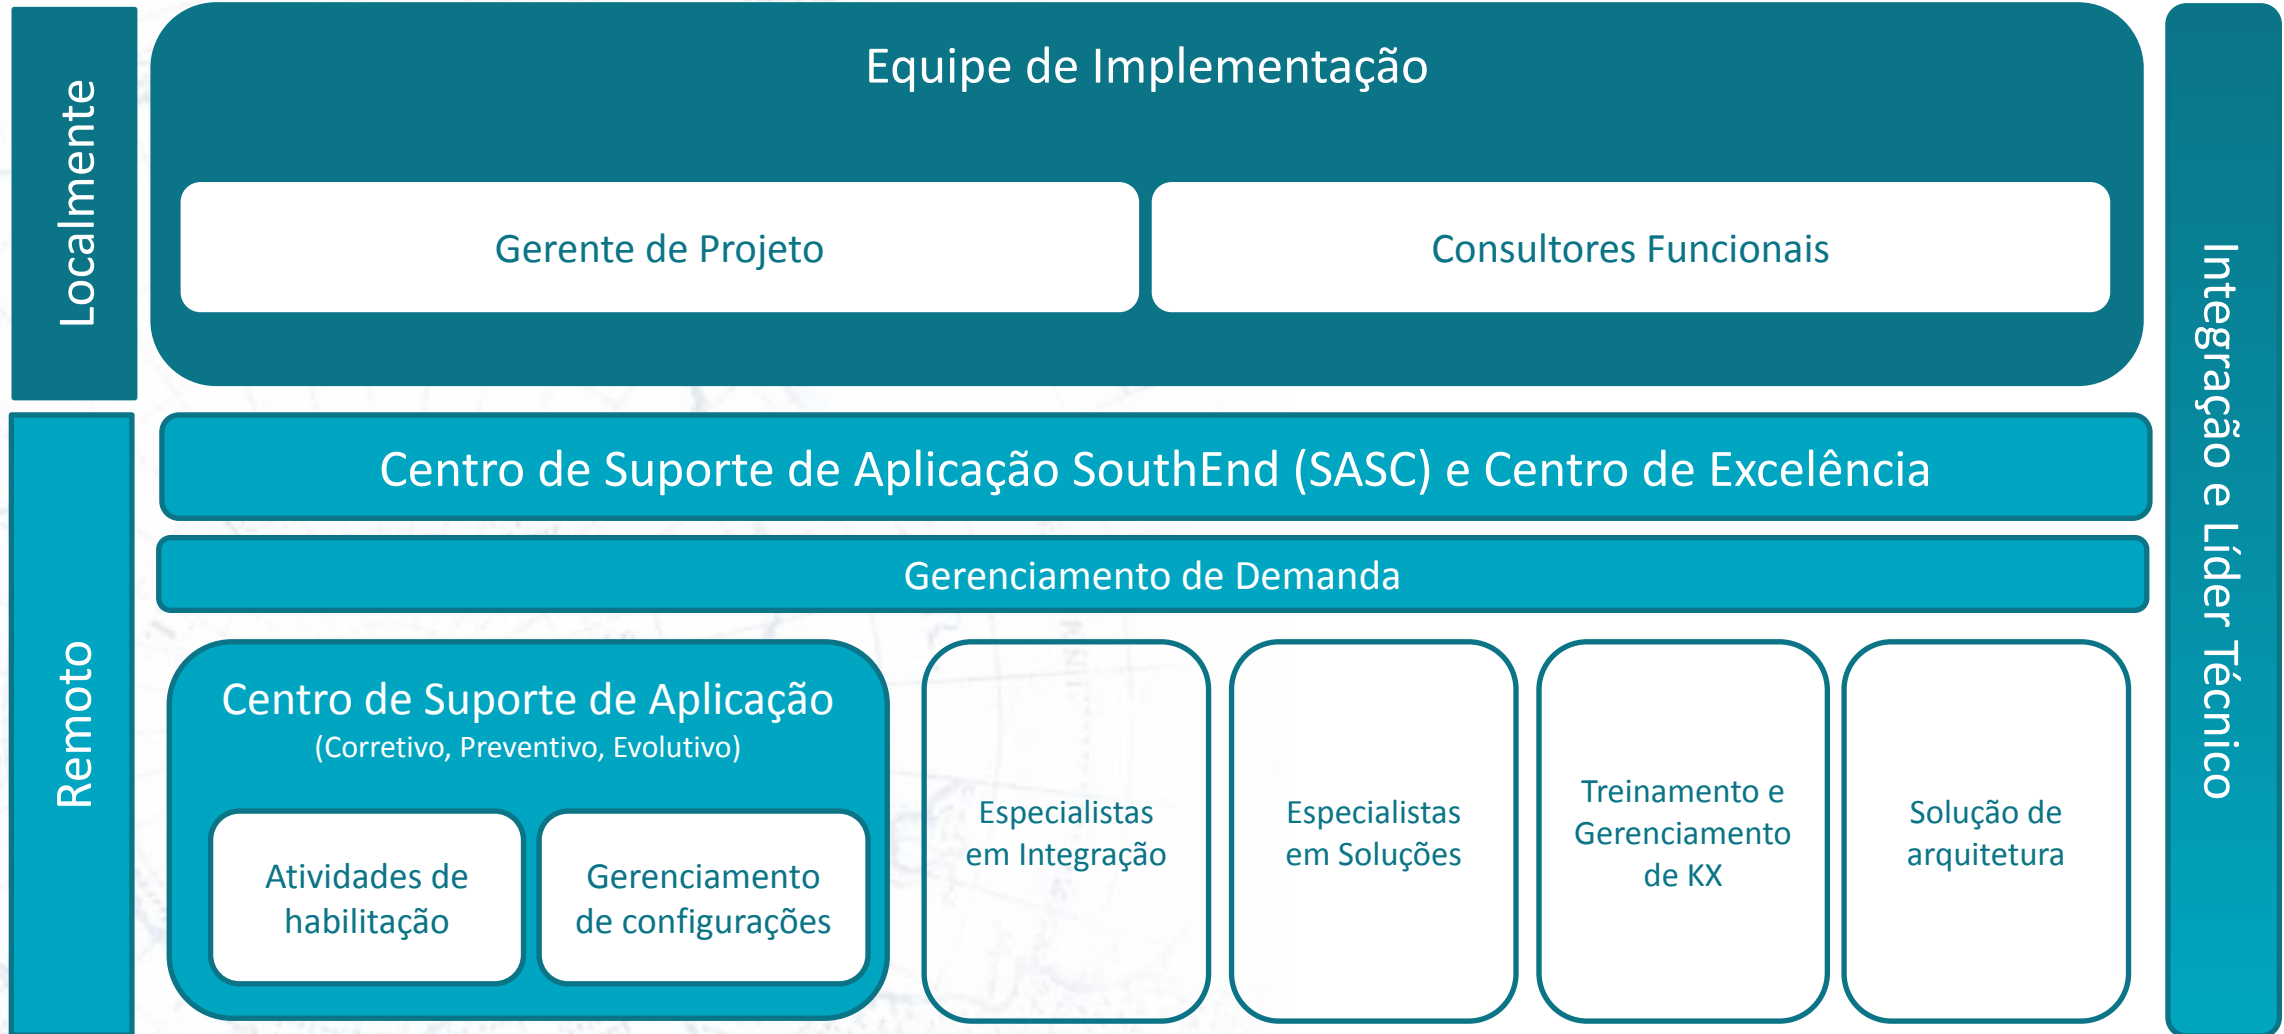 Localmente
Equipe de Implementação
Gerente de Projeto
Consultores Funcionais
Integração e Líder Técnico
Remoto
Centro de Suporte de Aplicação SouthEnd (SASC) e Centro de Excelência
Gerenciamento de Demanda
Centro de Suporte de Aplicação
(Corretivo, Preventivo, Evolutivo)
Atividades de
habilitação
Gerenciamento
de configurações
Especialistas
em Integração
Especialistas
em Soluções
Treinamento e
Gerenciamento
de KX
Solução de
arquitetura